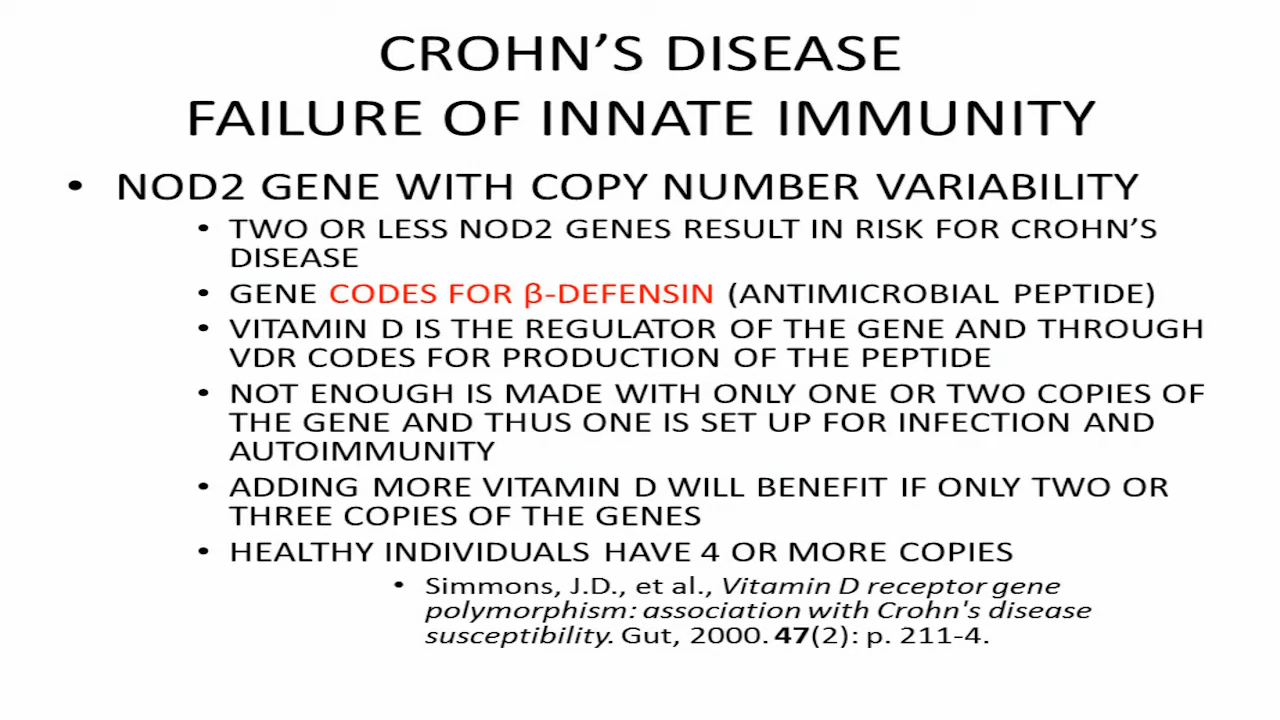 CROHN’S DISEASE
FAILURE OF INNATE IMMUNITY
• NOD2 GENE WITH COPY NUMBER VARIABILITY
• TWO OR LESS NOD2 GENES RESULT IN RISK FOR CROHN’S
DISEASE
• GENE CODES FOR β-DEFENSIN (ANTIMICROBIAL PEPTIDE)
• VITAMIN D IS THE REGULATOR OF THE GENE AND THROUGH
VDR CODES FOR PRODUCTION OF THE PEPTIDE
• NOT ENOUGH IS MADE WITH ONLY ONE OR TWO COPIES OF
THE GENE AND THUS ONE IS SET UP FOR INFECTION AND
AUTOIMMUNITY
• ADDING MORE VITAMIN D WILL BENEFIT IF ONLY TWO OR
THREE COPIES OF THE GENES
• HEALTHY INDIVIDUALS HAVE 4 OR MORE COPIES
• Simmons, J.D., et al., Vitamin D receptor gene
polymorphism: association with Crohn's disease
susceptibility. Gut, 2000. 47(2): p. 211-4.